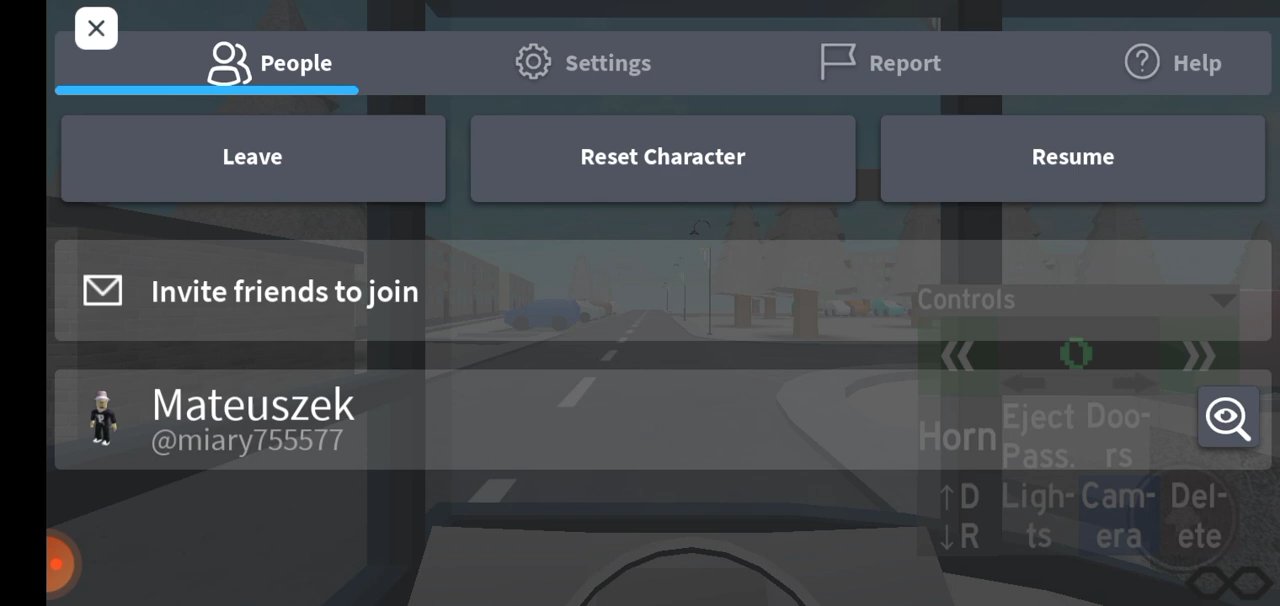 People
Settings
Report
Help
Leave
Reset Character
Resume
Invite friends to join
Controls
Mateuszek
@miary755577
« 0 »
Horn
Eject Pass.
Doo-
rs
↑D
↓R
Ligh-
ts
Cam-
era
Del-
ete